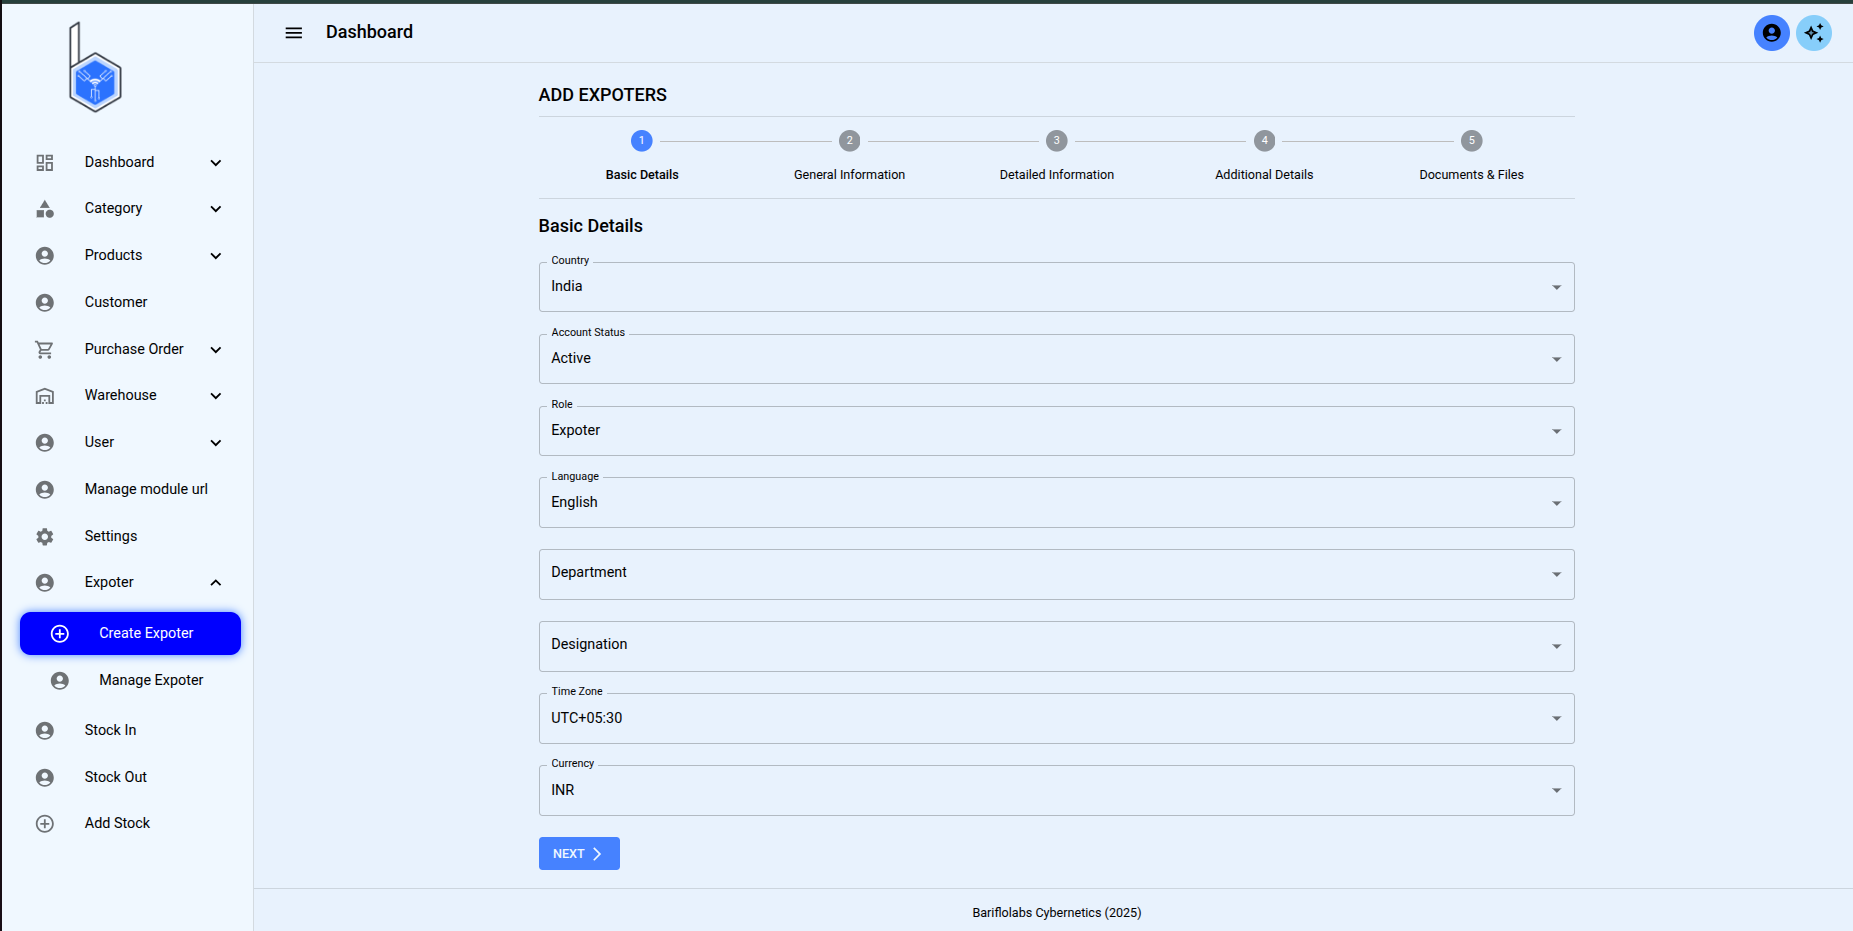 Dashboard
Dashboard
Category
Products
Customer
Purchase Order
Warehouse
User
Manage module url
Settings
Expoter
Create Expoter
Manage Expoter
Stock In
Stock Out
Add Stock
ADD EXPOTERS
1
2
3
4
5
Basic Details
General Information
Detailed Information
Additional Details
Documents & Files
Basic Details
Country
India
Account Status
Active
Role
Expoter
Language
English
Department
Designation
Time Zone
UTC+05:30
Currency
INR
NEXT
Bariflolabs Cybernetics (2025)